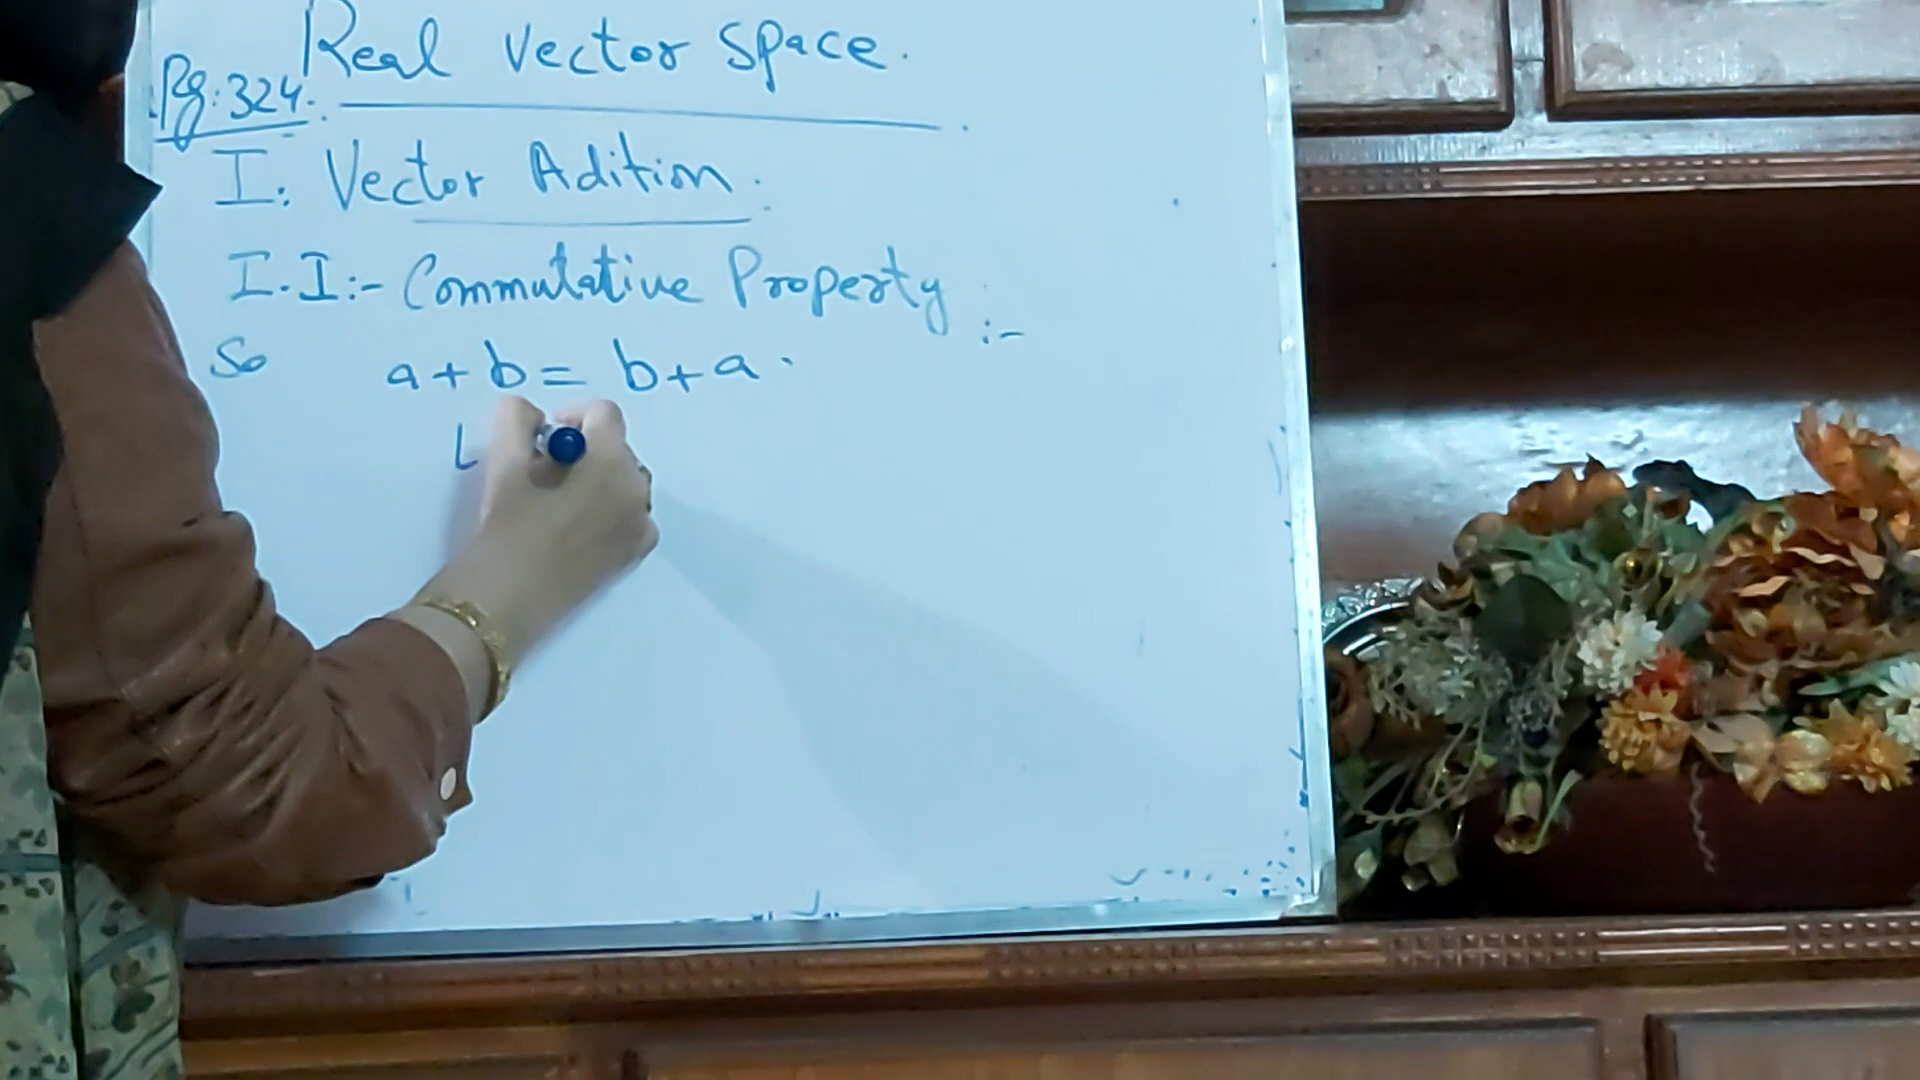 Real Vector Space.
Pg: 324.
I. Vector Adition:
I.I:- Commutative Property :-
So a + b = b + a.
L